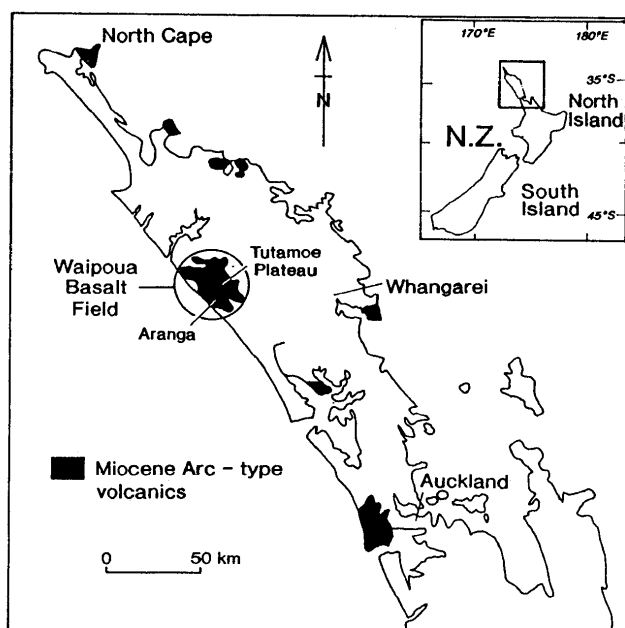 North Cape
N
170°E
180°E
35°S
North
Island
N.Z.
South
Island
45°S
Tutamoe
Plateau
Waipoua
Basalt
Field
Whangarei
Aranga
Miocene Arc - type
volcanics
Auckland
0
50 km